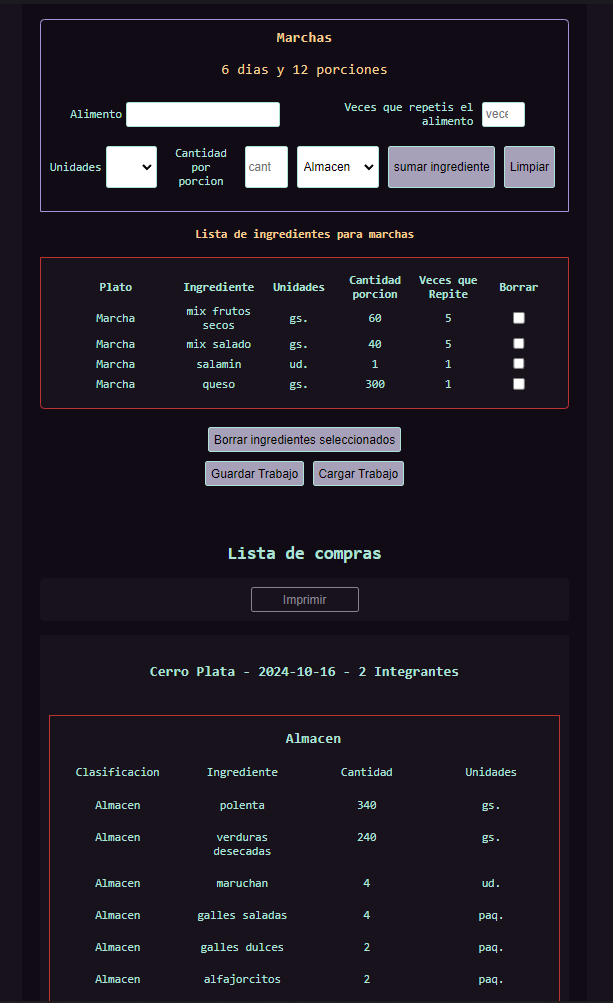 Marchas
6 dias y 12 porciones
Alimento
Veces que repetis el
alimento
vece
Unidades
Cantidad
por
porcion
cant
Almacen
sumar ingrediente
Limpiar
Lista de ingredientes para marchas
Plato Ingrediente Unidades Cantidad porcion Veces que Repite Borrar
Marcha mix frutos secos gs. 60 5
Marcha mix salado gs. 40 5
Marcha salamin ud. 1 1
Marcha queso gs. 300 1
Borrar ingredientes seleccionados
Guardar Trabajo Cargar Trabajo
Lista de compras
Imprimir
Cerro Plata - 2024-10-16 - 2 Integrantes
Almacen
Clasificacion Ingrediente Cantidad Unidades
Almacen polenta 340 gs.
Almacen verduras desecadas 240 gs.
Almacen maruchan 4 ud.
Almacen galles saladas 4 paq.
Almacen galles dulces 2 paq.
Almacen alfajorcitos 2 paq.